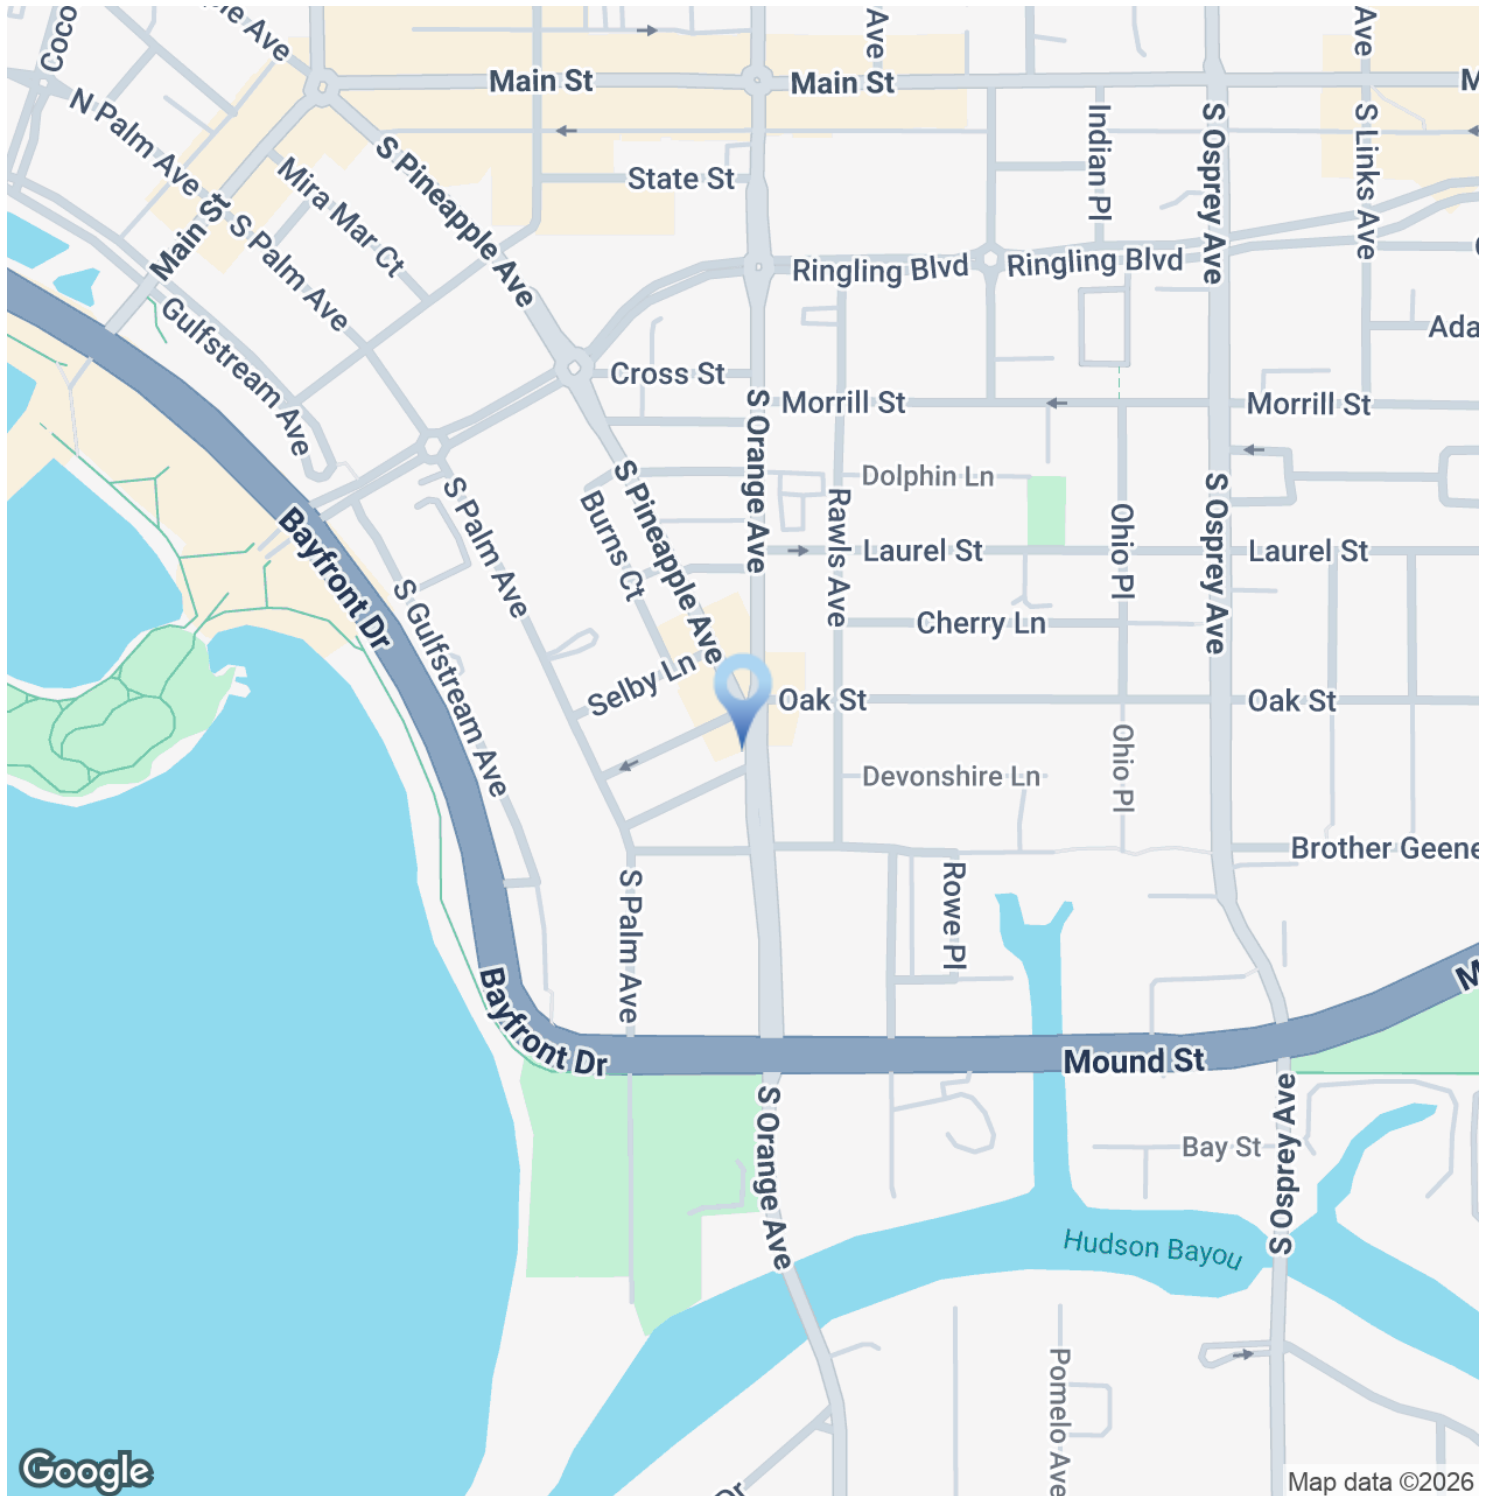 Coco
Ave
Ave
Ave
Main St
Main St
N Palm Ave
S Pineapple Ave
Indian Pl
S Osprey Ave
S Links Ave
Mira Mar Ct
State St
Main St
S Palm Ave
Ringling Blvd
Ringling Blvd
Gulfstream Ave
Cross St
Morrill St
Morrill St
S Orange Ave
S Pineapple Ave
Dolphin Ln
S Palm Ave
Burns Ct
Rawls Ave
Ohio Pl
S Osprey Ave
Bayfront Dr
Laurel St
Laurel St
S Gulfstream Ave
Cherry Ln
Selby Ln
Oak St
Oak St
Devonshire Ln
Ohio Pl
Brother Geene
S Palm Ave
Rowe Pl
Bayfront Dr
Mound St
S Orange Ave
S Osprey Ave
Bay St
Hudson Bayou
Pomelo Ave
Google
Map data ©2026